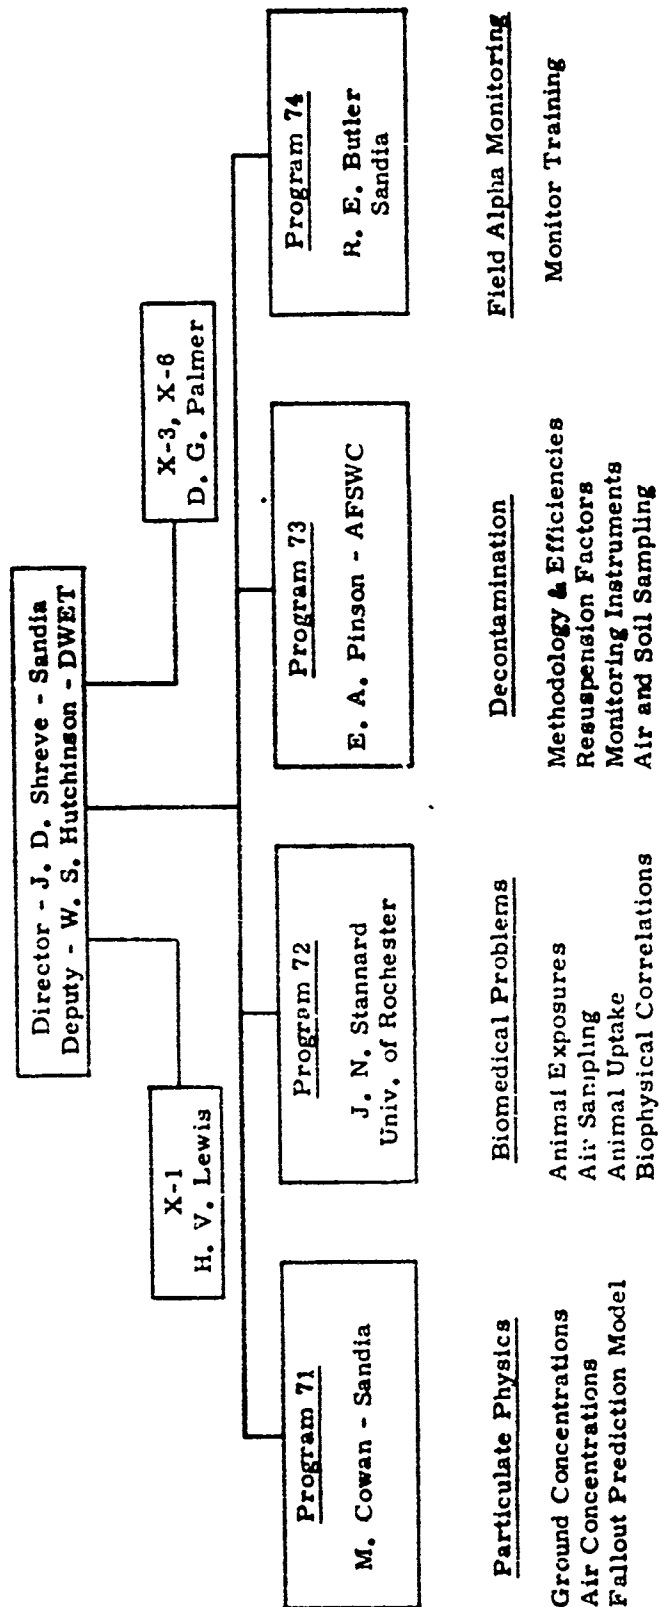 Director - J. D. Shreve - Sandia
Deputy - W. S. Hutchinson - DWET
X-1
H. V. Lewis
X-3, X-6
D. G. Palmer
Program 71
M. Cowan - Sandia
Program 72
J. N. Stannard
Univ. of Rochester
Program 73
E. A. Pinson - AFSWC
Program 74
R. E. Butler
Sandia
Particulate Physics
Ground Concentrations
Air Concentrations
Fallout Prediction Model
Biomedical Problems
Animal Exposures
Air Sampling
Animal Uptake
Biophysical Correlations
Decontamination
Methodology & Efficiencies
Resuspension Factors
Monitoring Instruments
Air and Soil Sampling
Field Alpha Monitoring
Monitor Training